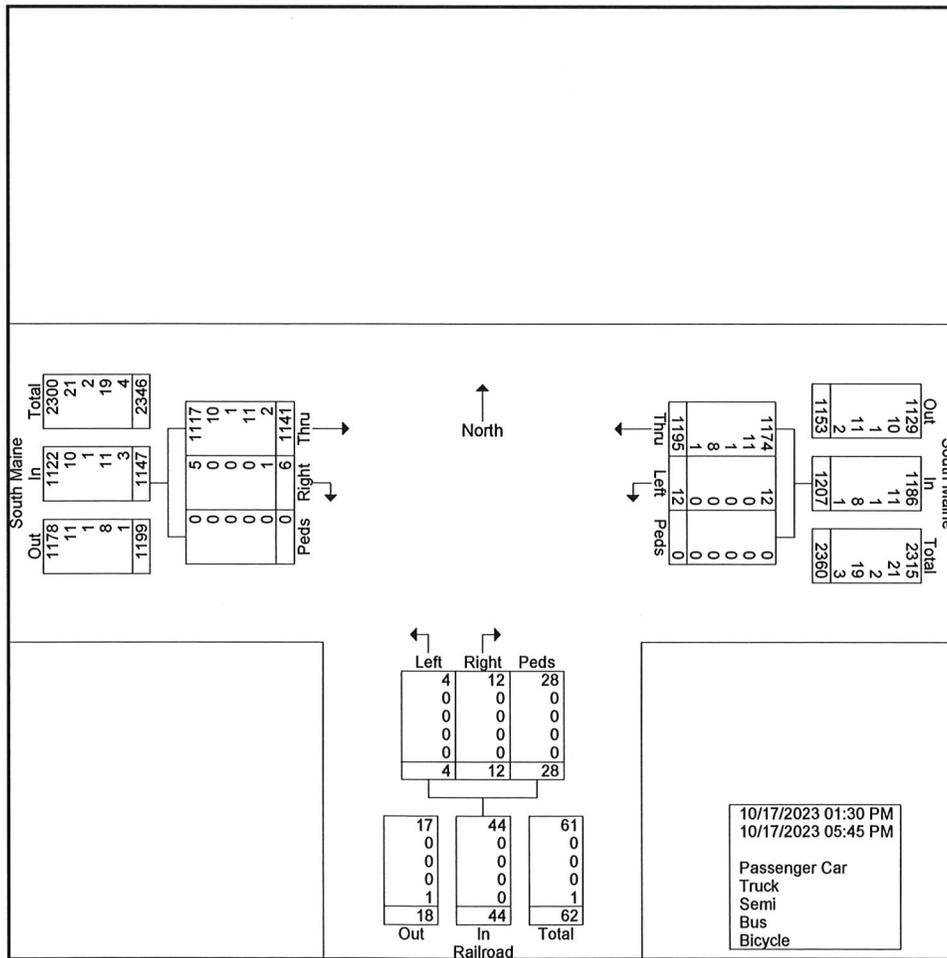 North
South Maine
Total
2300
21
2
19
4
2346
In
1122
10
1
11
3
1147
Out
1178
11
1
8
1
1199
Thru
1117
10
1
11
2
1141
Right
5
0
0
0
1
6
Peds
0
0
0
0
0
0
Thru
1174
11
1
8
1
1195
Left
12
0
0
0
0
12
Peds
0
0
0
0
0
0
South Maine
Out
1129
10
1
11
2
1153
In
1186
11
1
8
1
1207
Total
2315
21
2
19
3
2360
Left Right Peds
4 12 28
0 0 0
0 0 0
0 0 0
0 0 0
4 12 28
17 44 61
0 0 0
0 0 0
0 0 0
1 0 1
18 44 62
Out In Total
Railroad
10/17/2023 01:30 PM
10/17/2023 05:45 PM
Passenger Car
Truck
Semi
Bus
Bicycle